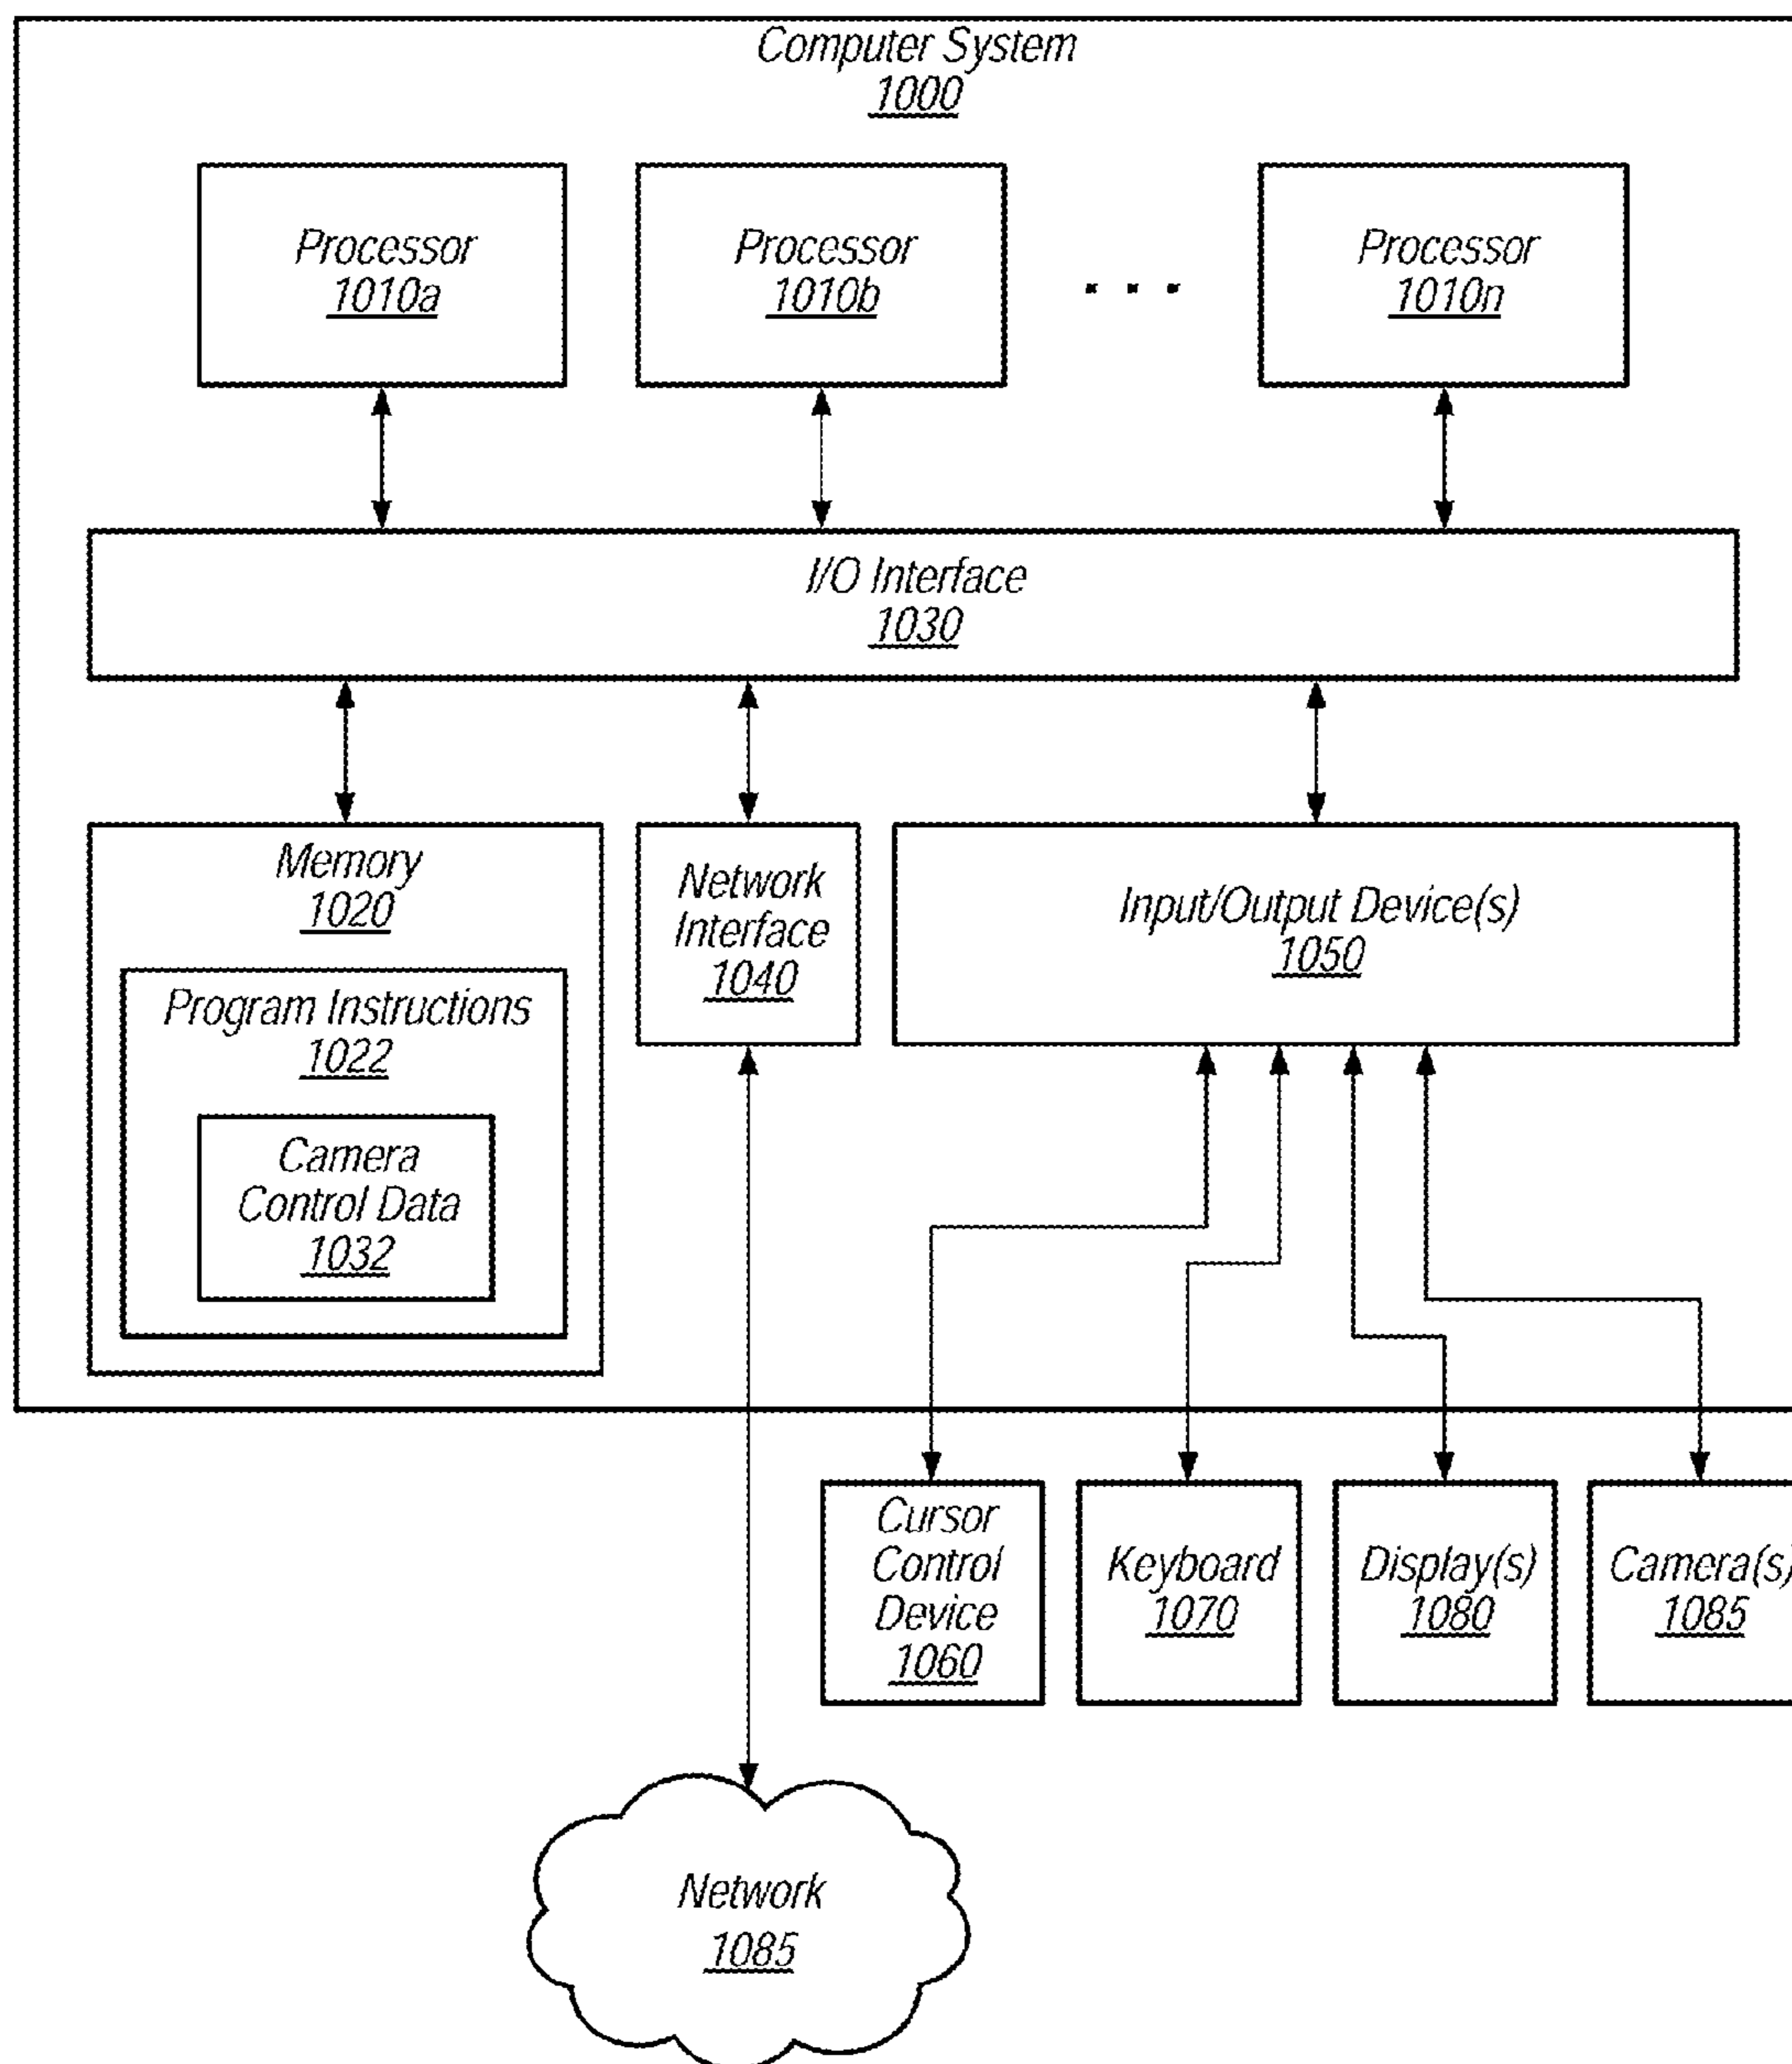 Computer System
1000
Processor
1010a
Processor
1010b
. . .
Processor
1010n
I/O Interface
1030
Memory
1020
Program Instructions
1022
Camera
Control Data
1032
Network
Interface
1040
Input/Output Device(s)
1050
Cursor
Control
Device
1060
Keyboard
1070
Display(s)
1080
Camera(s)
1085
Network
1085